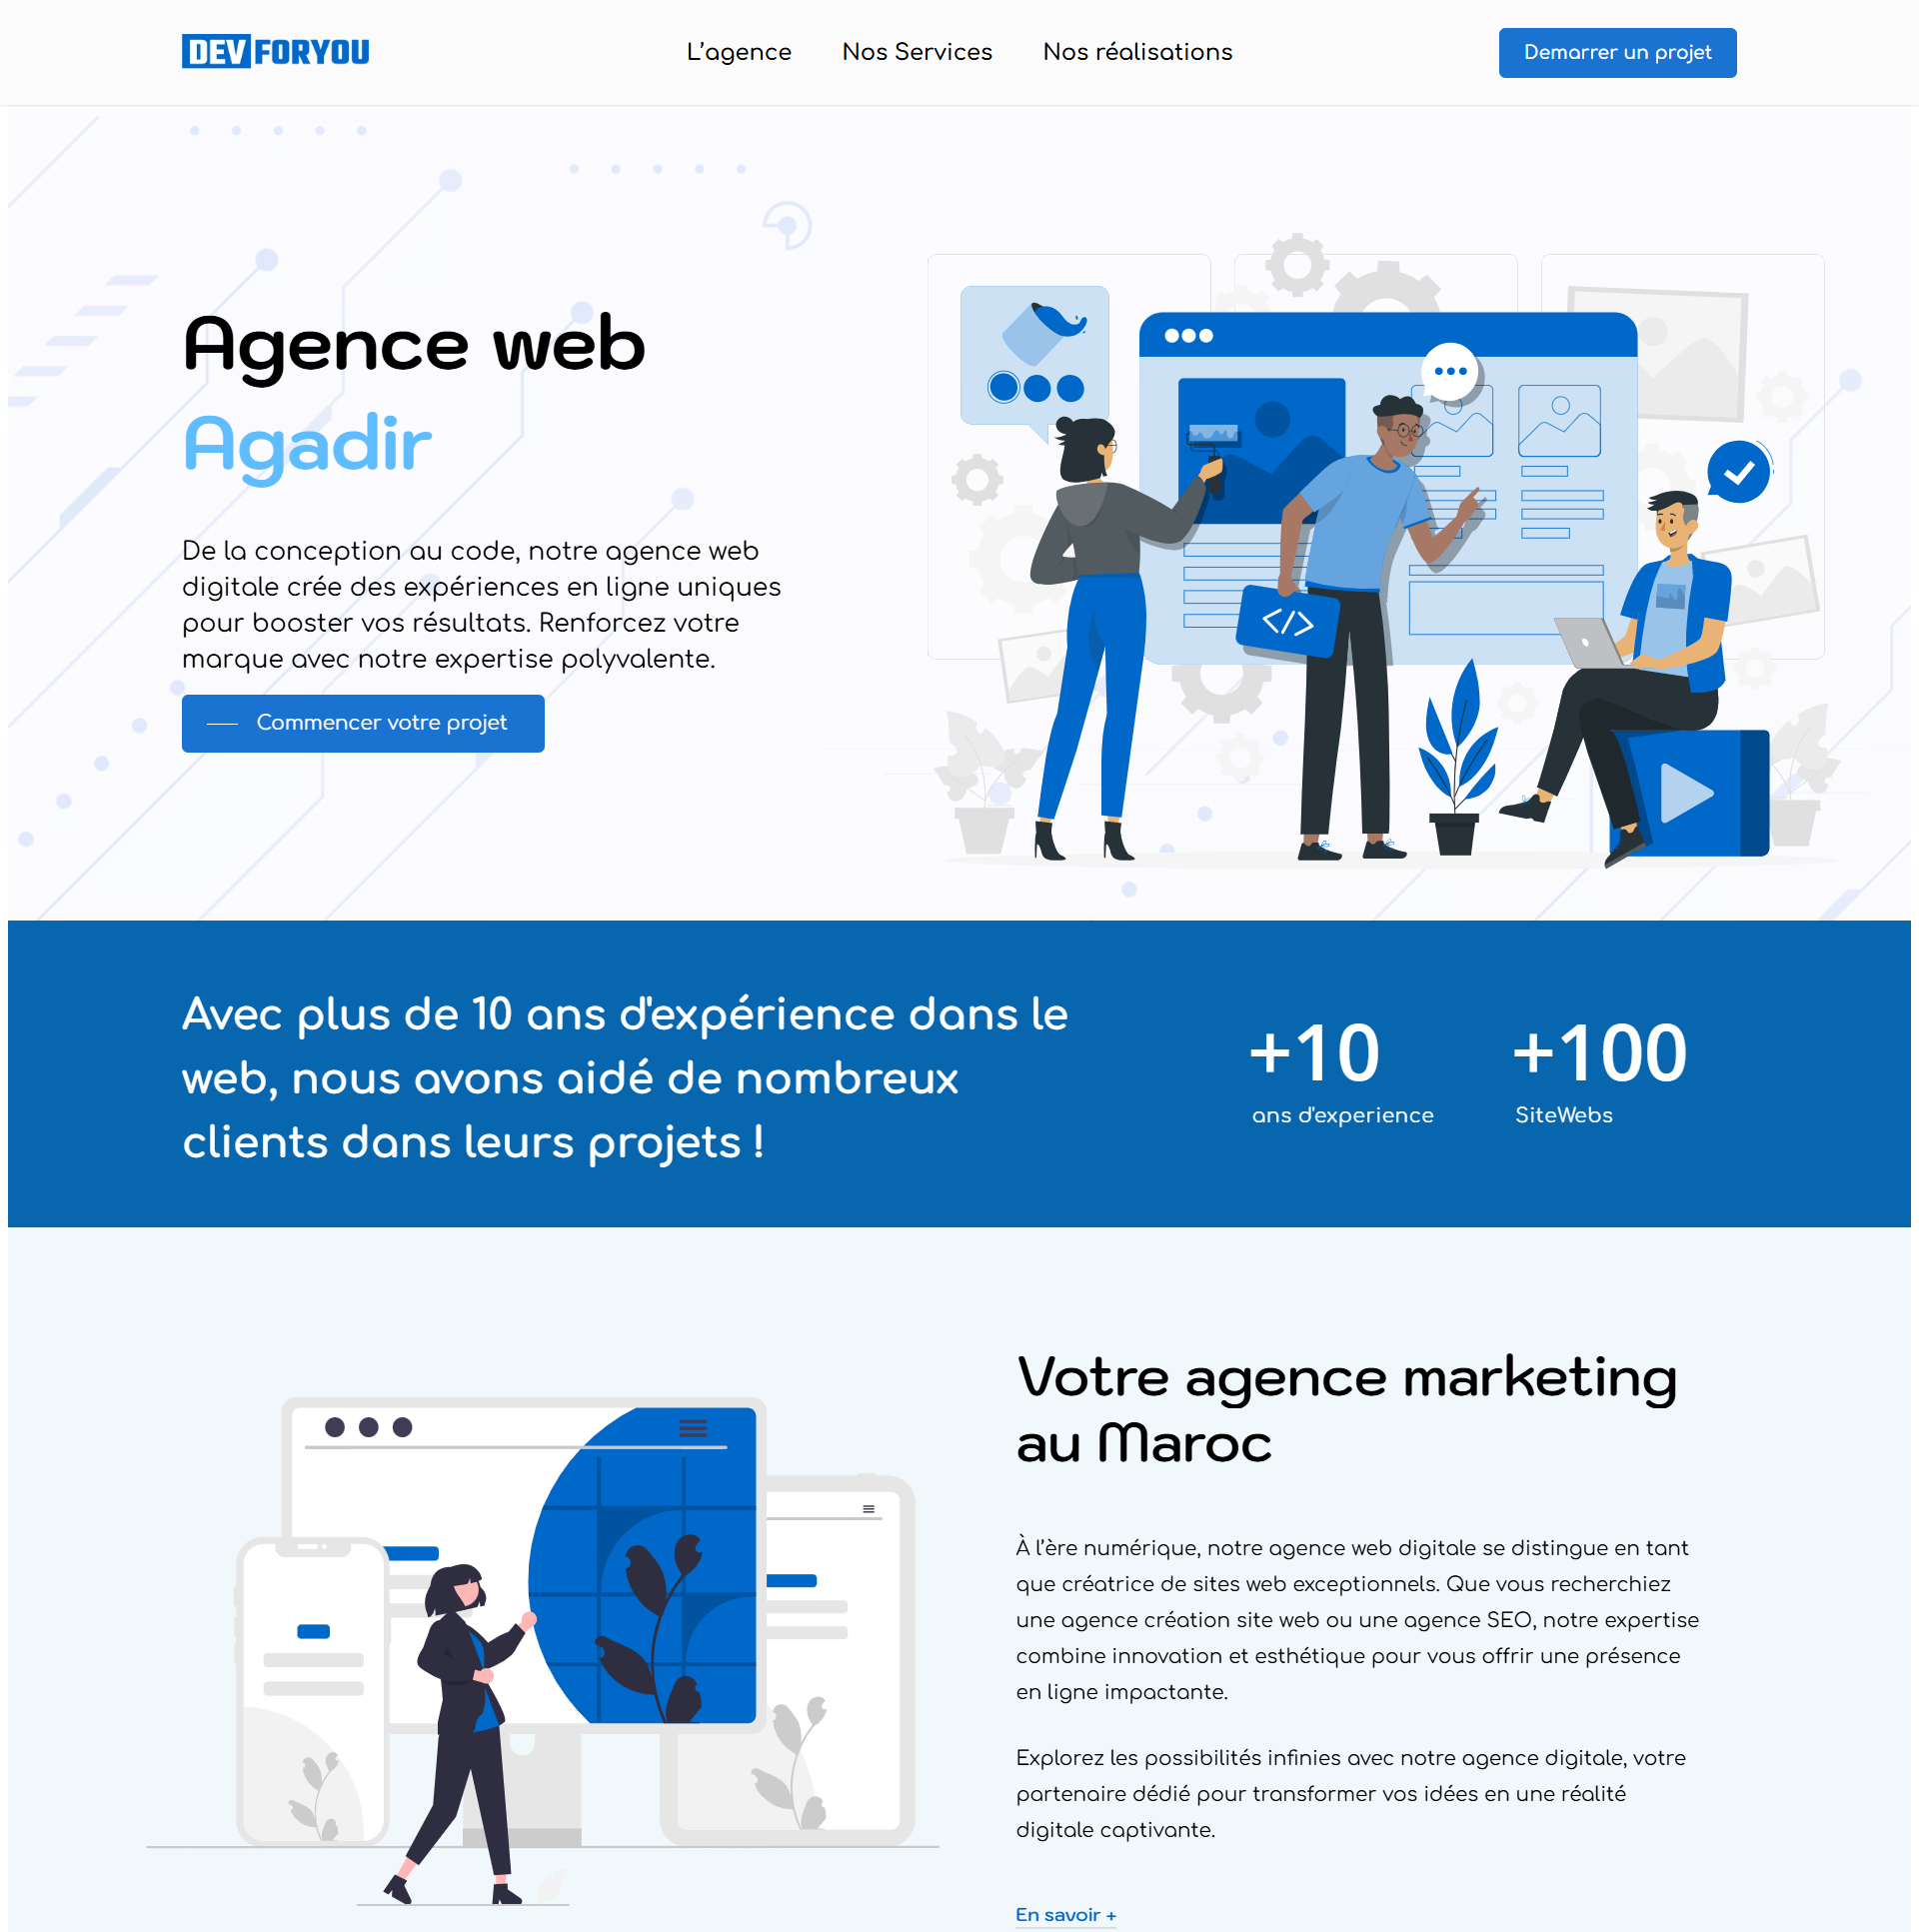 DEVFORYOU
L’agence
Nos Services
Nos réalisations
Demarrer un projet
Agence web
Agadir
De la conception au code, notre agence web
digitale crée des expériences en ligne uniques
pour booster vos résultats. Renforcez votre
marque avec notre expertise polyvalente.
Commencer votre projet
</>
Avec plus de 10 ans d'expérience dans le
web, nous avons aidé de nombreux
clients dans leurs projets !
+10
ans d'experience
+100
SiteWebs
Votre agence marketing
au Maroc
À l’ère numérique, notre agence web digitale se distingue en tant
que créatrice de sites web exceptionnels. Que vous recherchiez
une agence création site web ou une agence SEO, notre expertise
combine innovation et esthétique pour vous offrir une présence
en ligne impactante.
Explorez les possibilités infinies avec notre agence digitale, votre
partenaire dédié pour transformer vos idées en une réalité
digitale captivante.
En savoir +